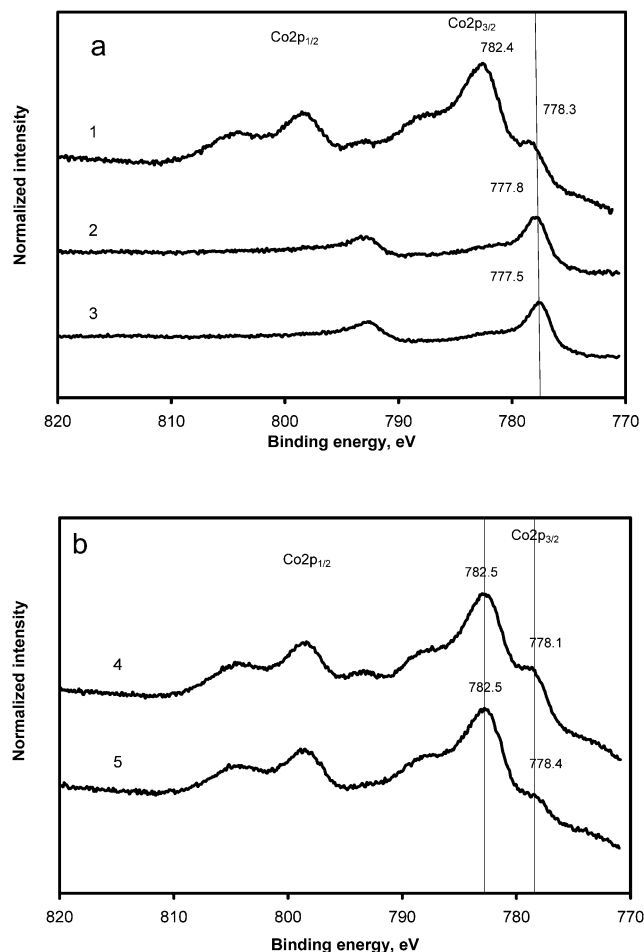 a
Co2p1/2
Co2p3/2
782.4
778.3
1
777.8
2
777.5
3
Normalized intensity
820
810
800
790
780
770
Binding energy, eV
b
Co2p3/2
Co2p1/2
782.5
778.1
4
782.5
5
778.4
Normalized intensity
820
810
800
790
780
770
Binding energy, eV